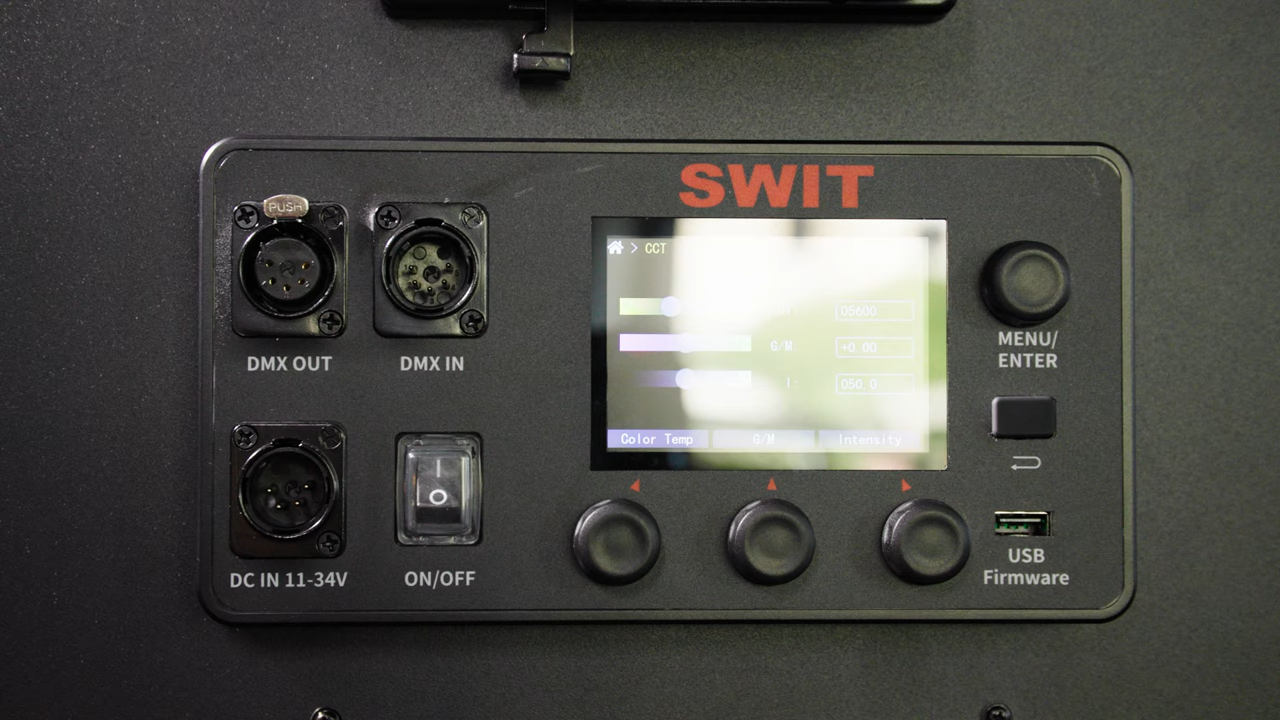 SWIT
PUSH
DMX OUT
DMX IN
> CCT
05600
G/M:
+0.00
I:
050.0
Color Temp
G/M
Intensity
MENU/
ENTER
DC IN 11-34V
ON/OFF
USB
Firmware